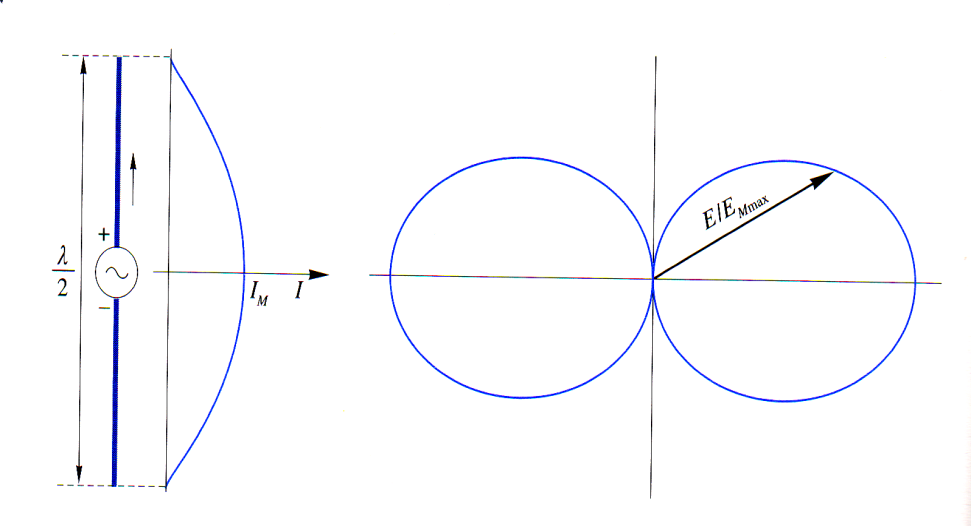 +
λ/2
−
I_M
I
E/E_Mmax